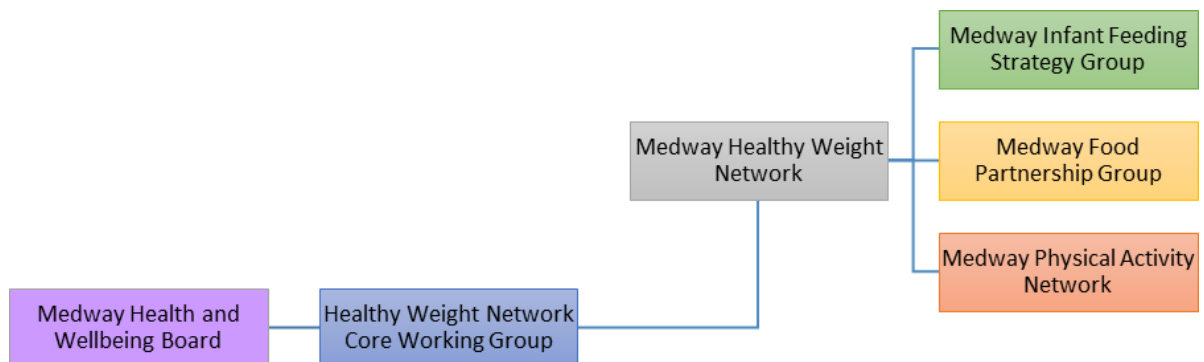 Medway Infant Feeding
Strategy Group
Medway Healthy Weight
Network
Medway Food
Partnership Group
Medway Physical Activity
Network
Medway Health and
Wellbeing Board
Healthy Weight Network
Core Working Group